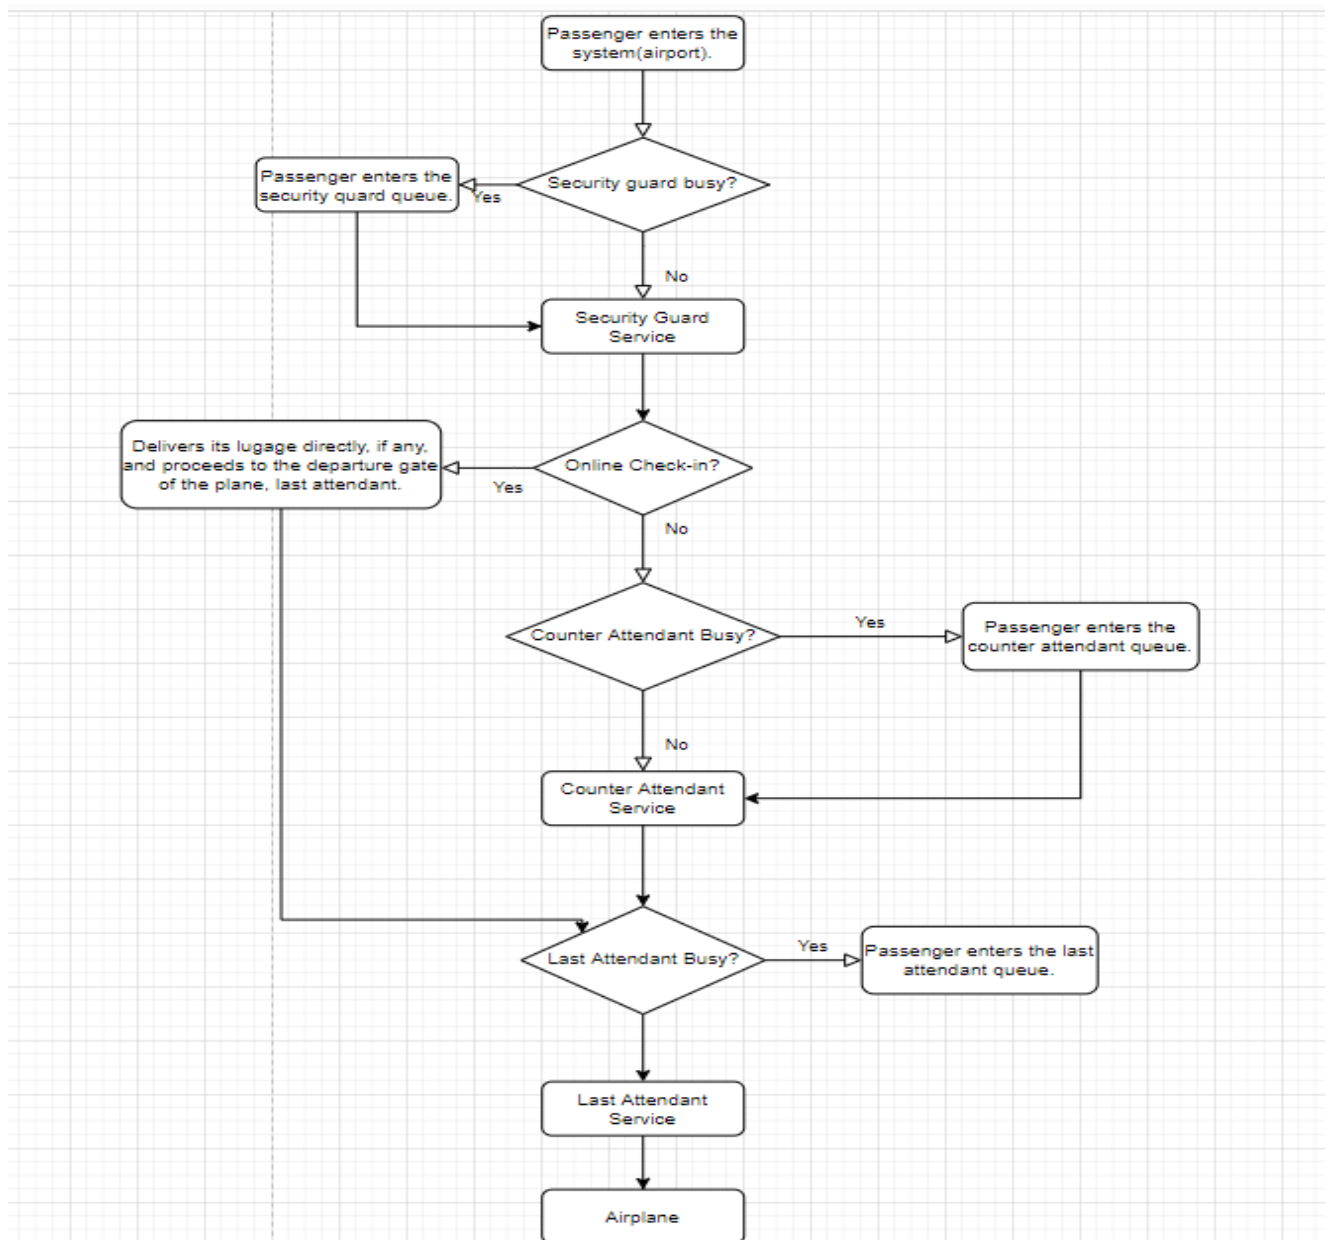 Passenger enters the
system(airport).
Security guard busy?
Yes
Passenger enters the
security quard queue.
No
Security Guard
Service
Online Check-in?
Yes
Delivers its lugage directly, if any,
and proceeds to the departure gate
of the plane, last attendant.
No
Counter Attendant Busy?
Yes
Passenger enters the
counter attendant queue.
No
Counter Attendant
Service
Last Attendant Busy?
Yes
Passenger enters the last
attendant queue.
Last Attendant
Service
Airplane